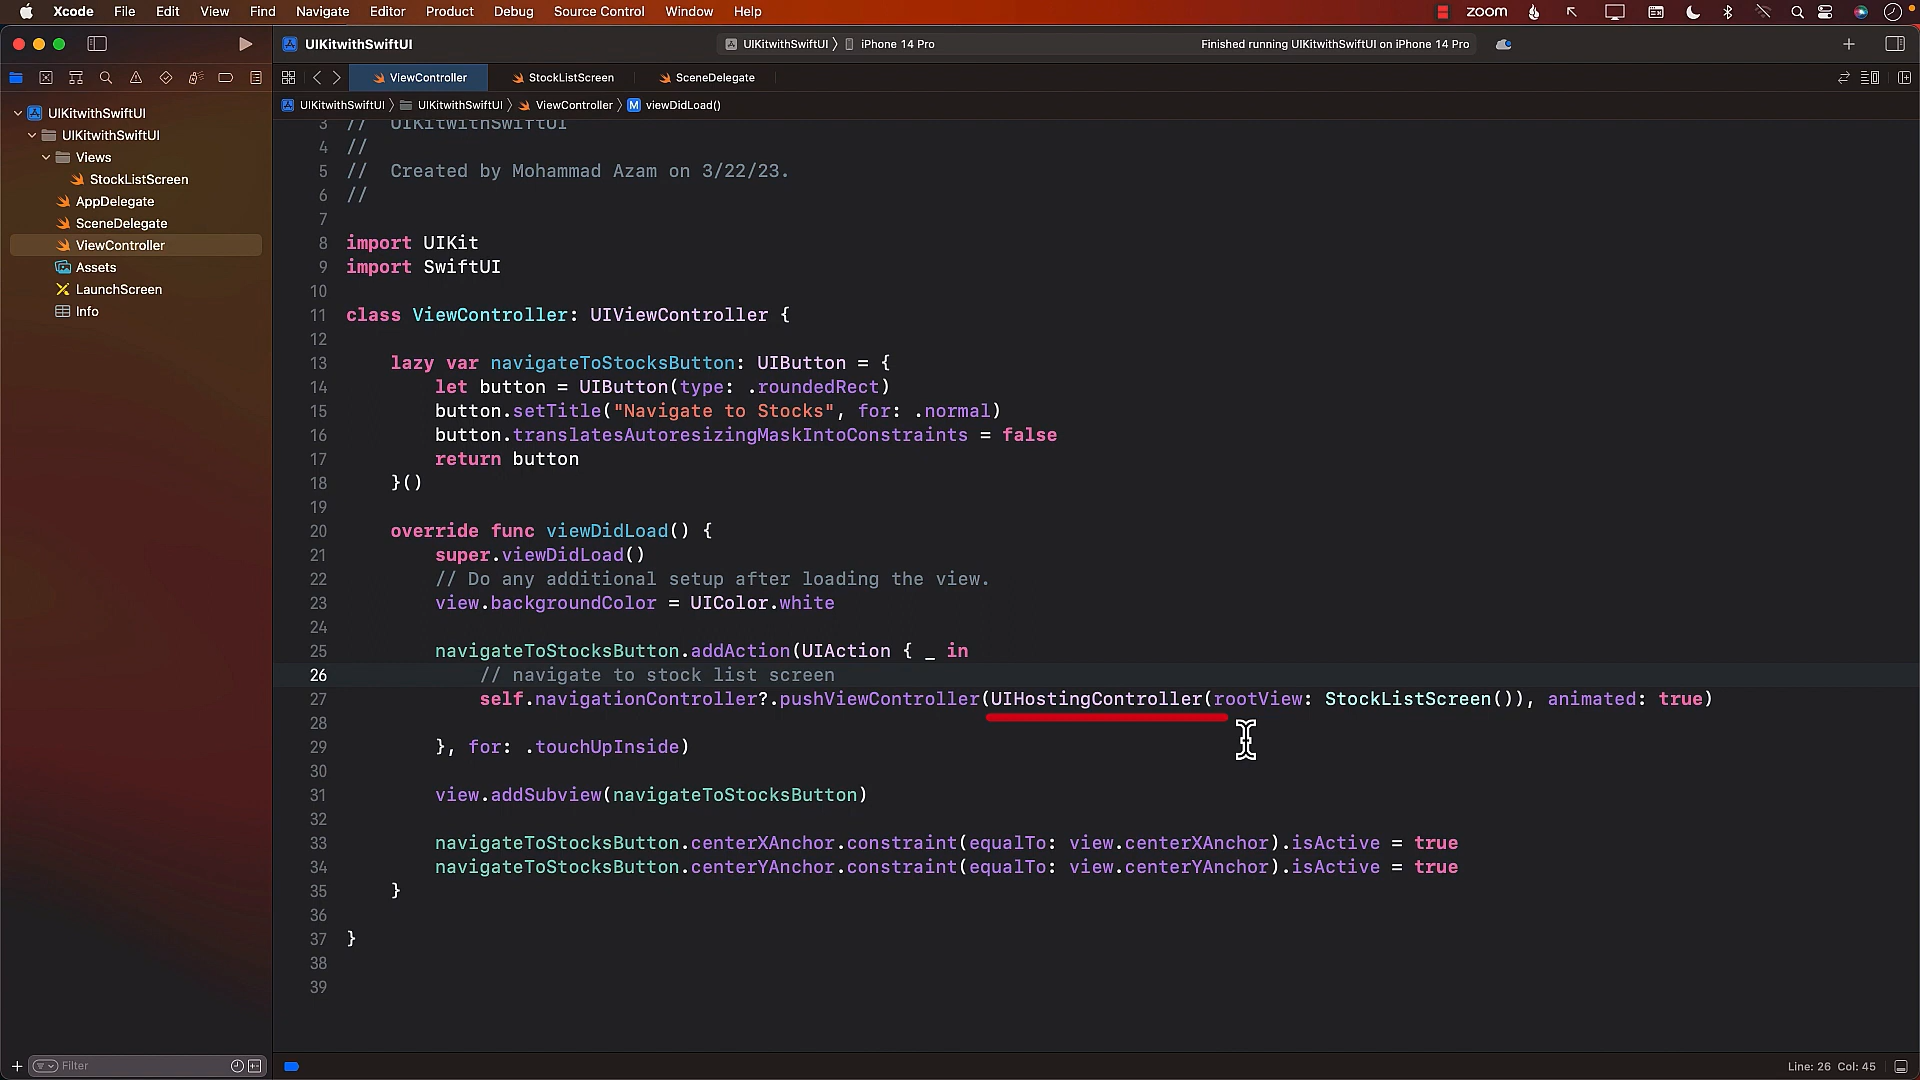 Xcode File Edit View Find Navigate Editor Product Debug Source Control Window Help zoom
UIKitwithSwiftUI UIKitwithSwiftUI iPhone 14 Pro Finished running UIKitwithSwiftUI on iPhone 14 Pro
ViewController StockListScreen SceneDelegate
UIKitwithSwiftUI UIKitwithSwiftUI ViewController M viewDidLoad()
UIKitwithSwiftUI
UIKitwithSwiftUI
Views
StockListScreen
AppDelegate
SceneDelegate
ViewController
Assets
LaunchScreen
Info
Filter
3 // UIKitwithSwiftUI
4 //
5 // Created by Mohammad Azam on 3/22/23.
6 //
7
8 import UIKit
9 import SwiftUI
10
11 class ViewController: UIViewController {
12
13 lazy var navigateToStocksButton: UIButton = {
14 let button = UIButton(type: .roundedRect)
15 button.setTitle("Navigate to Stocks", for: .normal)
16 button.translatesAutoresizingMaskIntoConstraints = false
17 return button
18 }()
19
20 override func viewDidLoad() {
21 super.viewDidLoad()
22 // Do any additional setup after loading the view.
23 view.backgroundColor = UIColor.white
24
25 navigateToStocksButton.addAction(UIAction { _ in
26 // navigate to stock list screen
27 self.navigationController?.pushViewController(UIHostingController(rootView: StockListScreen()), animated: true)
28
29 }, for: .touchUpInside)
30
31 view.addSubview(navigateToStocksButton)
32
33 navigateToStocksButton.centerXAnchor.constraint(equalTo: view.centerXAnchor).isActive = true
34 navigateToStocksButton.centerYAnchor.constraint(equalTo: view.centerYAnchor).isActive = true
35 }
36
37 }
38
39
Line: 26 Col: 45